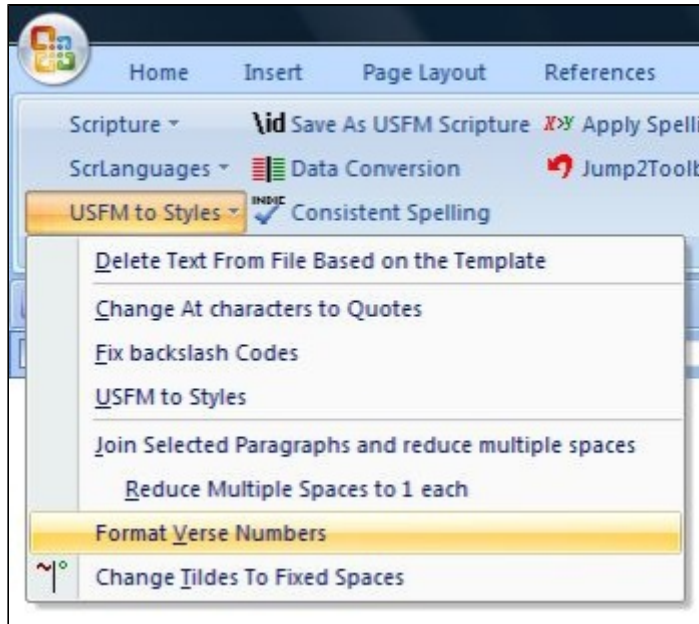 Home Insert Page Layout References
Scripture \id Save As USFM Scripture X>Y Apply Spelli
ScrLanguages Data Conversion Jump2Toolb
USFM to Styles INDIC Consistent Spelling
Delete Text From File Based on the Template
Change At characters to Quotes
Fix backslash Codes
USFM to Styles
Join Selected Paragraphs and reduce multiple spaces
Reduce Multiple Spaces to 1 each
Format Verse Numbers
~|° Change Tildes To Fixed Spaces